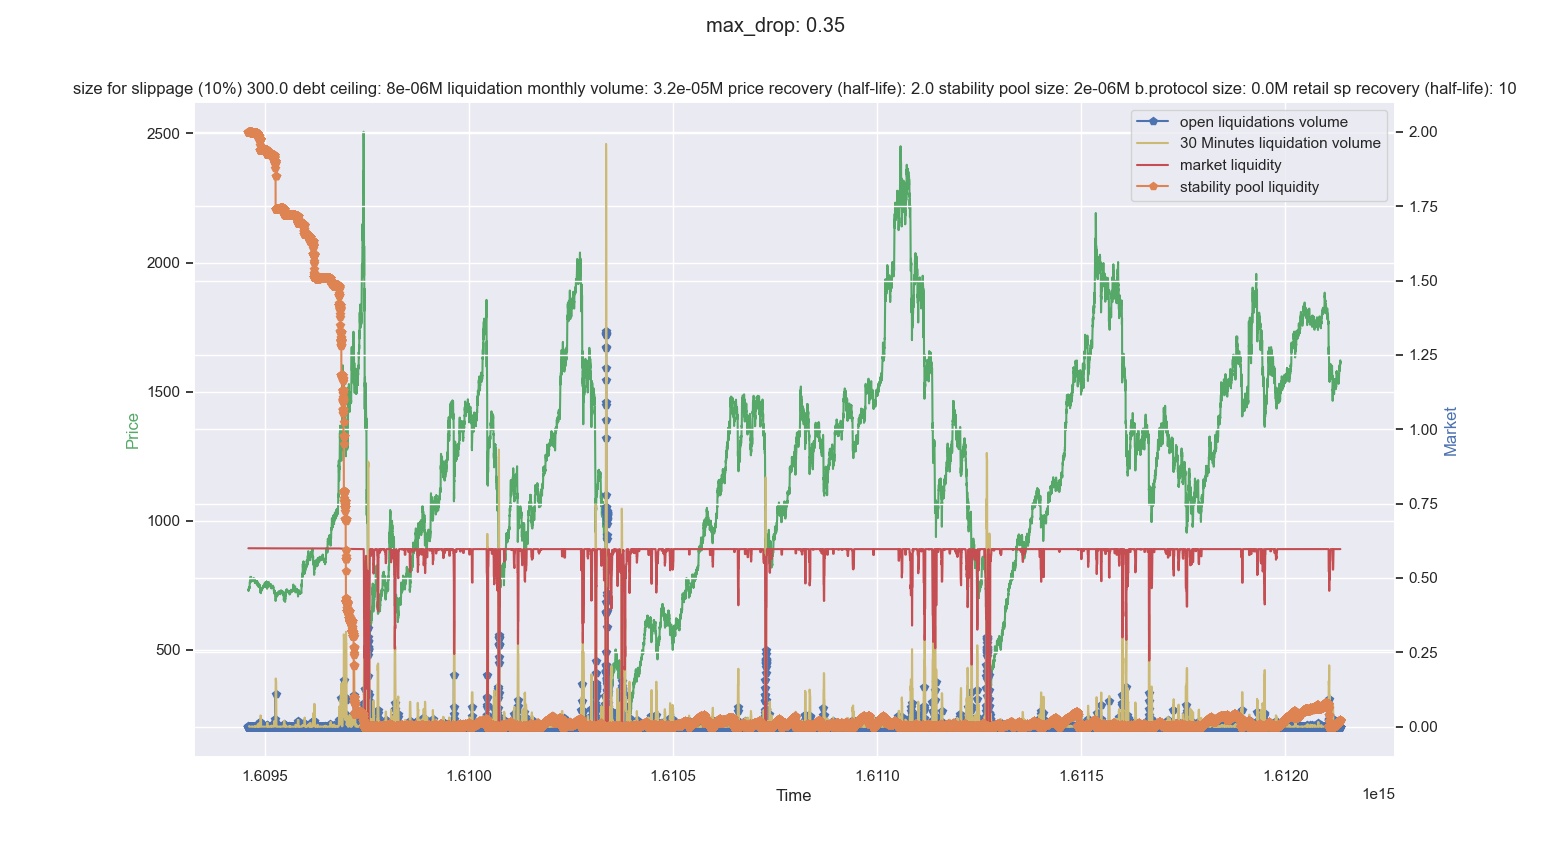 max_drop: 0.35
size for slippage (10%) 300.0 debt ceiling: 8e-06M liquidation monthly volume: 3.2e-05M price recovery (half-life): 2.0 stability pool size: 2e-06M b.protocol size: 0.0M retail sp recovery (half-life): 10
open liquidations volume
30 Minutes liquidation volume
market liquidity
stability pool liquidity
2500
2000
1500
1000
500
Price
2.00
1.75
1.50
1.25
1.00
0.75
0.50
0.25
0.00
Market
1.6095 1.6100 1.6105 1.6110 1.6115 1.6120
1e15
Time